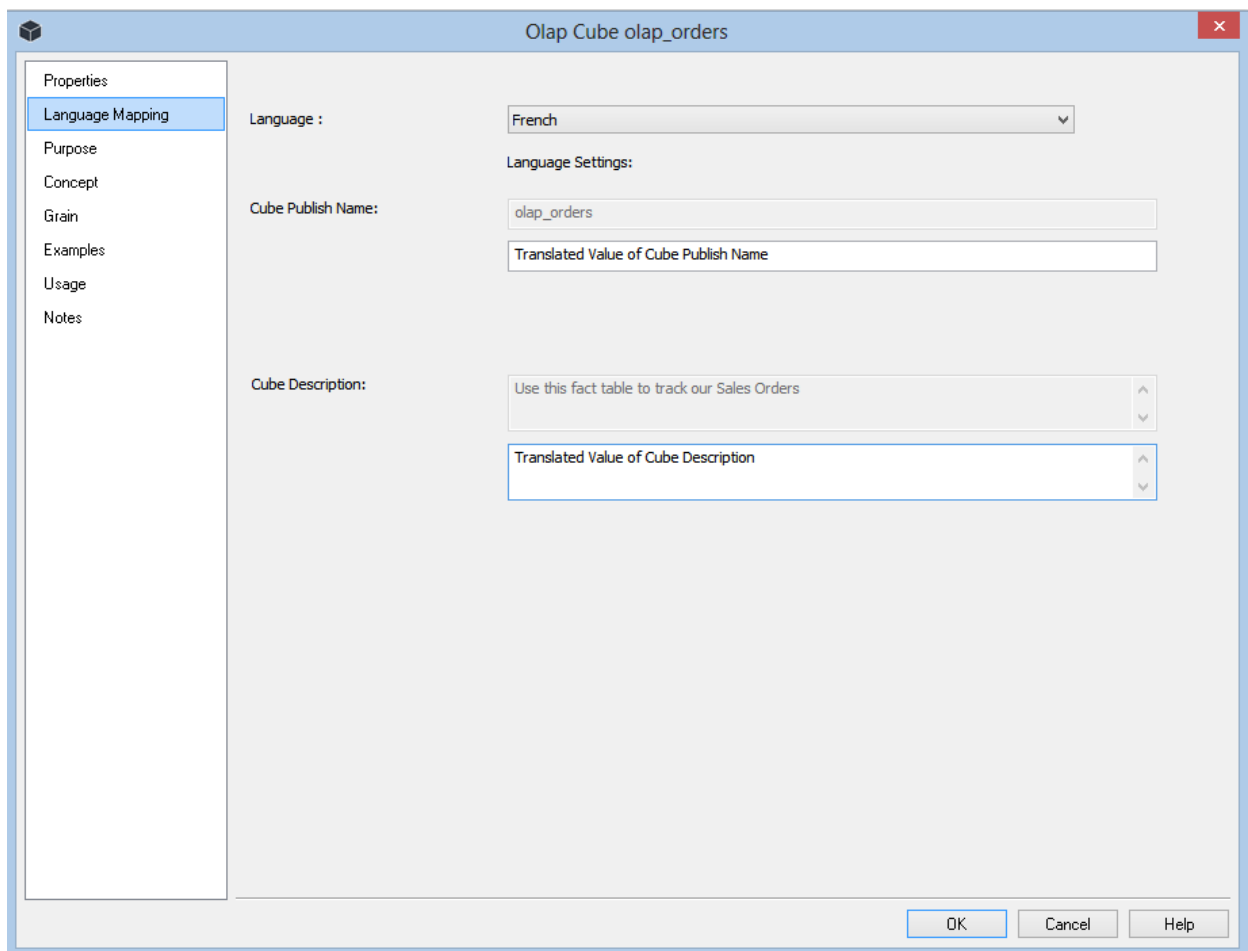 Olap Cube olap_orders
Properties
Language Mapping
Purpose
Concept
Grain
Examples
Usage
Notes
Language :
French
Language Settings:
Cube Publish Name:
olap_orders
Translated Value of Cube Publish Name
Cube Description:
Use this fact table to track our Sales Orders
Translated Value of Cube Description
OK
Cancel
Help